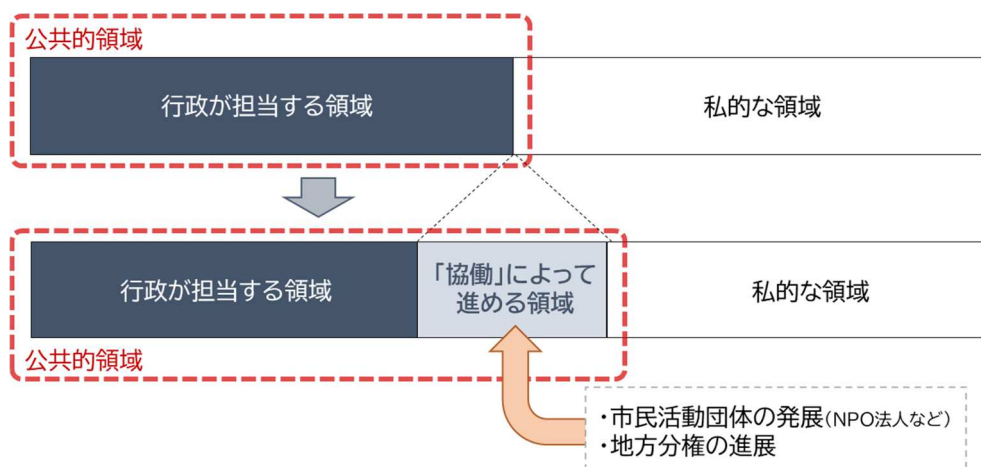 公共的領域
行政が担当する領域
私的な領域
行政が担当する領域
「協働」によって
進める領域
私的な領域
公共的領域
・市民活動団体の発展(NPO法人など)
・地方分権の進展